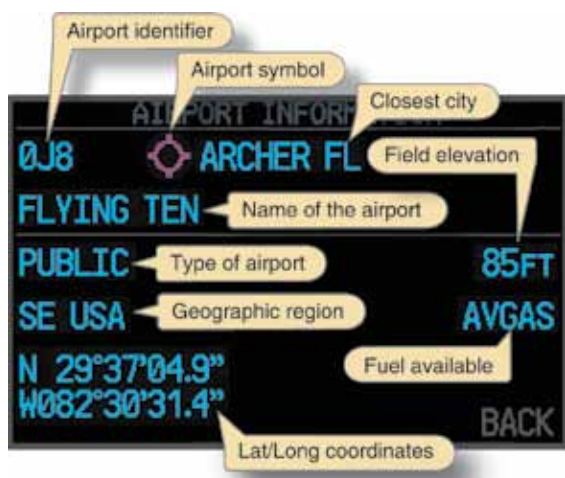 Airport identifier
Airport symbol
Closest city
AIRPORT INFORMATION
0J8 ARCHER FL
Field elevation
FLYING TEN
Name of the airport
PUBLIC
Type of airport
85FT
SE USA
Geographic region
AVGAS
N 29°37'04.9"
Fuel available
W082°30'31.4"
BACK
Lat/Long coordinates